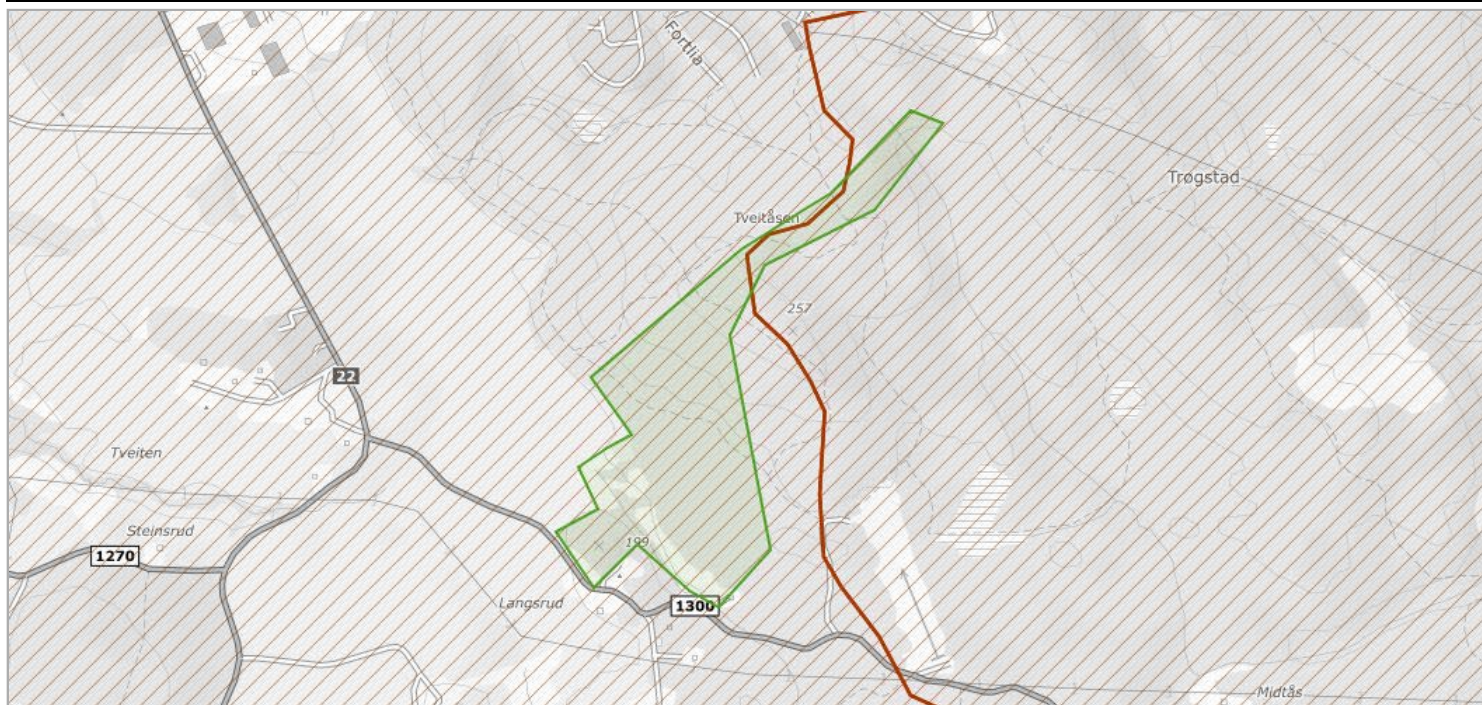 Fortlia
Trøgstad
Tveitåsen
257
22
Tveiten
Steinsrud
199
1270
Langsrud
1300
Midtås